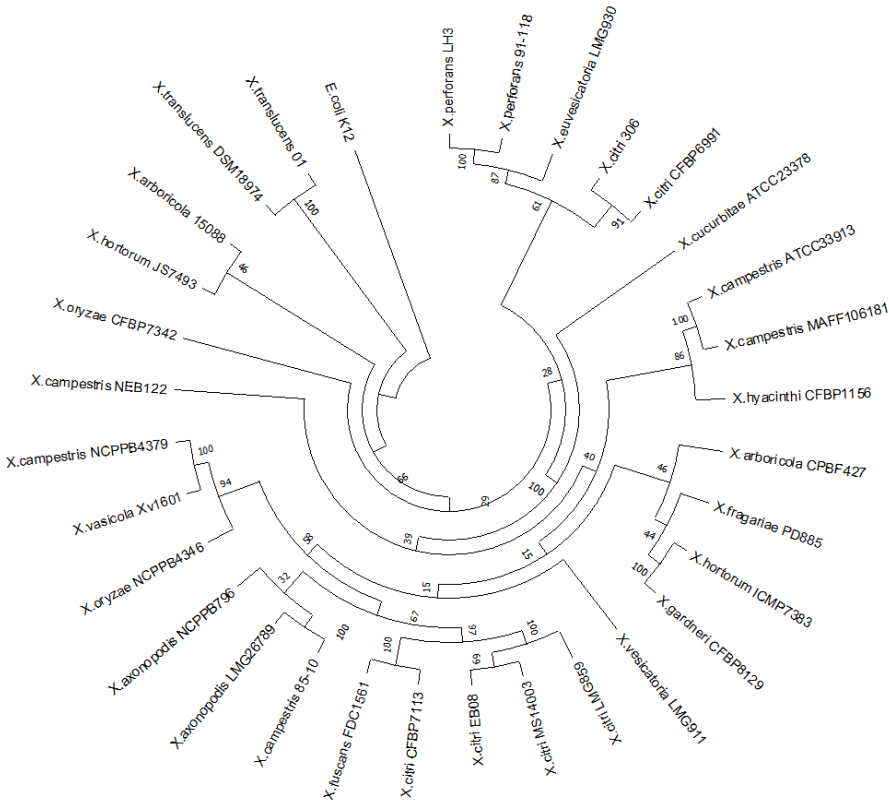 X.perforans LH3
X.perforans 91-118
X.euvesicatoria LMG930
X.citri 306
X.citri CFBP6991
X.cucurbitae ATCC23378
X.campestris ATCC33913
X.campestris MAFF106181
X.hyacinthi CFBP1156
X.arboricola CPBF427
X.fragariae PD885
X.hortorum ICMP7383
X.gardneri CFBP8129
X.vesicatoria LMG911
X.citri LMG859
X.citri MS14003
X.citri EB08
X.citri CFBP7113
X.fuscans FDC1561
X.campestris 85-10
X.axonopodis LMG26789
X.axonopodis NCPPB796
X.oryzae NCPPB4346
X.vasicola Xv1601
X.campestris NCPPB4379
X.campestris NEB122
X.oryzae CFBP7342
X.hortorum JS7493
X.arboricola 15088
X.translucens DSM18974
X.translucens 01
E.coli K12
100
87
61
91
28
100
86
46
44
100
40
100
15
29
66
39
15
58
94
100
32
100
67
97
100
100
69
46
100